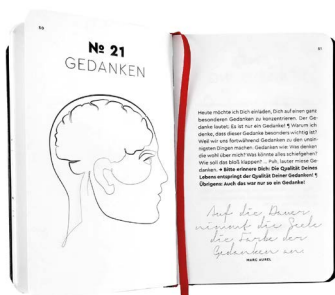 60
№ 21
GEDANKEN
61
Heute möchte ich Dich einladen, Dich auf einen ganz
besonderen Gedanken zu konzentrieren. Der Ge-
danke lautet: Es ist nur ein Gedanke! ¶ Warum ich
denke, dass dieser Gedanke besonders wichtig ist?
Weil wir uns fortwährend Gedanken zu den unsin-
nigsten Dingen machen. Gedanken wie: Was denken
die wohl über mich? Was könnte alles schiefgehen?
Wie soll das bloß klappen? ... Puh, lauter miese Ge-
danken. → Bitte erinnere Dich: Die Qualität Deines
Lebens entspringt der Qualität Deiner Gedanken! ¶
Übrigens: Auch das war nur so ein Gedanke!
Auf die Dauer
nimmt die Seele
die Farbe der
Gedanken an.
MARC AUREL